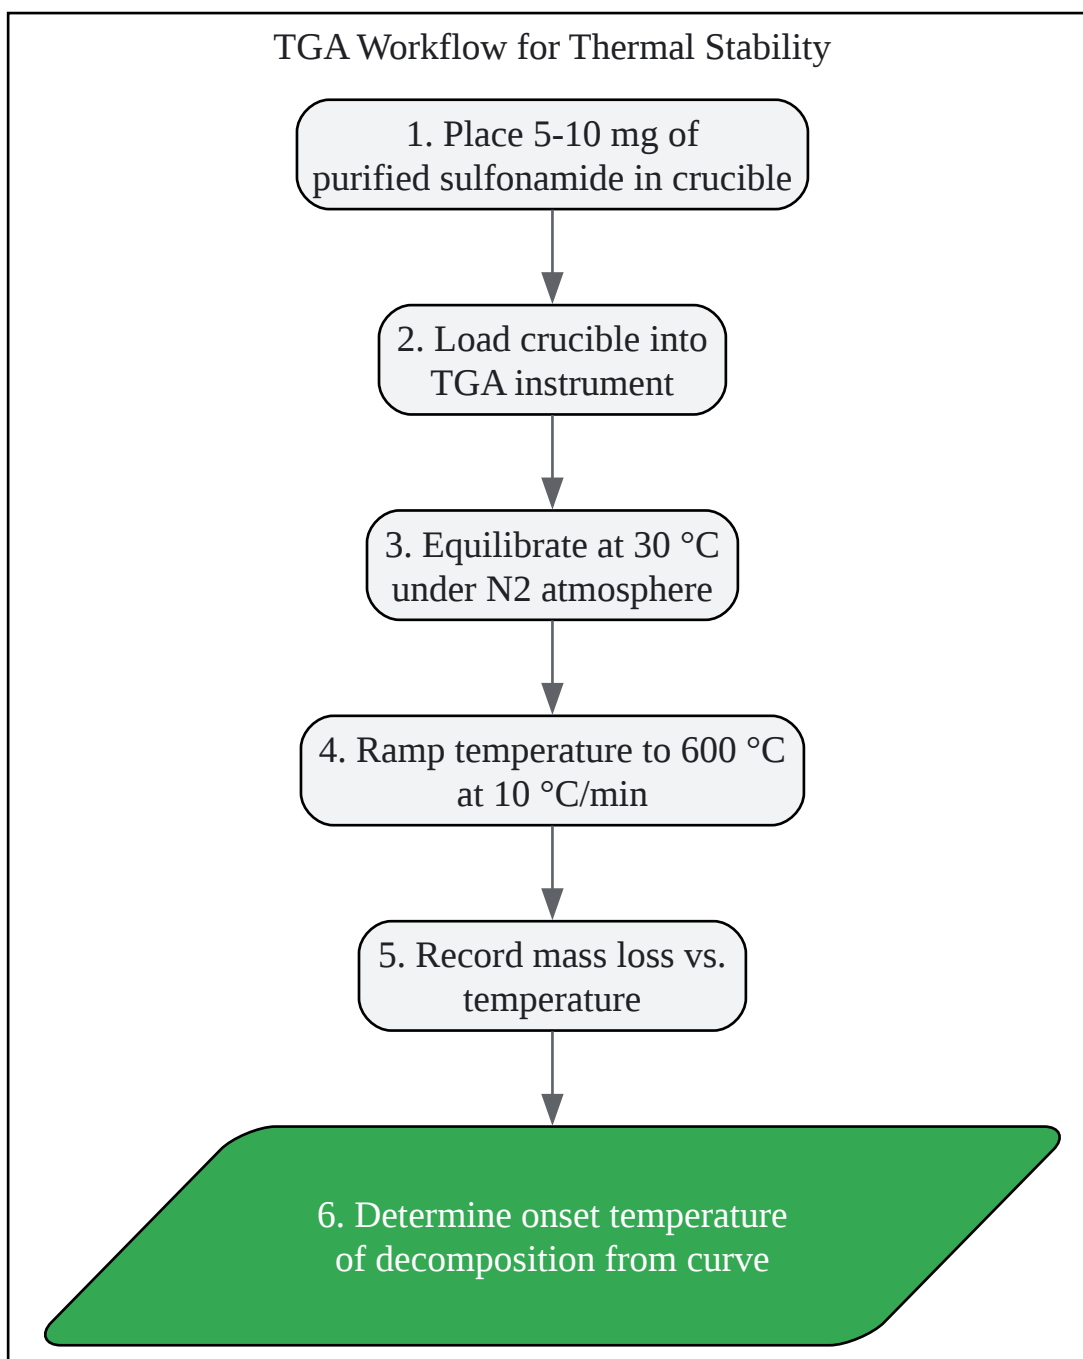 TGA Workflow for Thermal Stability
1. Place 5-10 mg of
purified sulfonamide in crucible
2. Load crucible into
TGA instrument
3. Equilibrate at 30 °C
under N2 atmosphere
4. Ramp temperature to 600 °C
at 10 °C/min
5. Record mass loss vs.
temperature
6. Determine onset temperature
of decomposition from curve